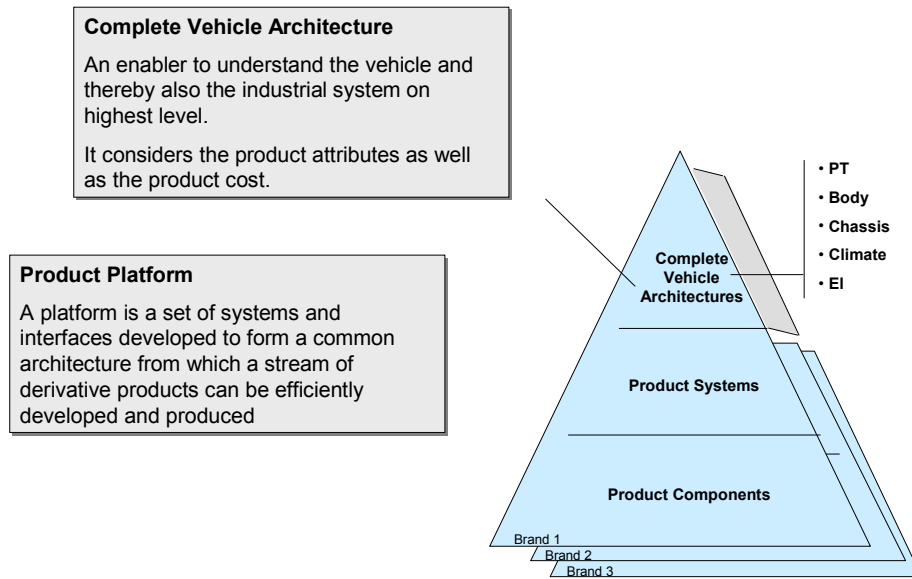 Complete Vehicle Architecture
An enabler to understand the vehicle and
thereby also the industrial system on
highest level.
It considers the product attributes as well
as the product cost.
Product Platform
A platform is a set of systems and
interfaces developed to form a common
architecture from which a stream of
derivative products can be efficiently
developed and produced
Complete
Vehicle
Architectures
• PT
• Body
• Chassis
• Climate
• El
Product Systems
Product Components
Brand 1
Brand 2
Brand 3